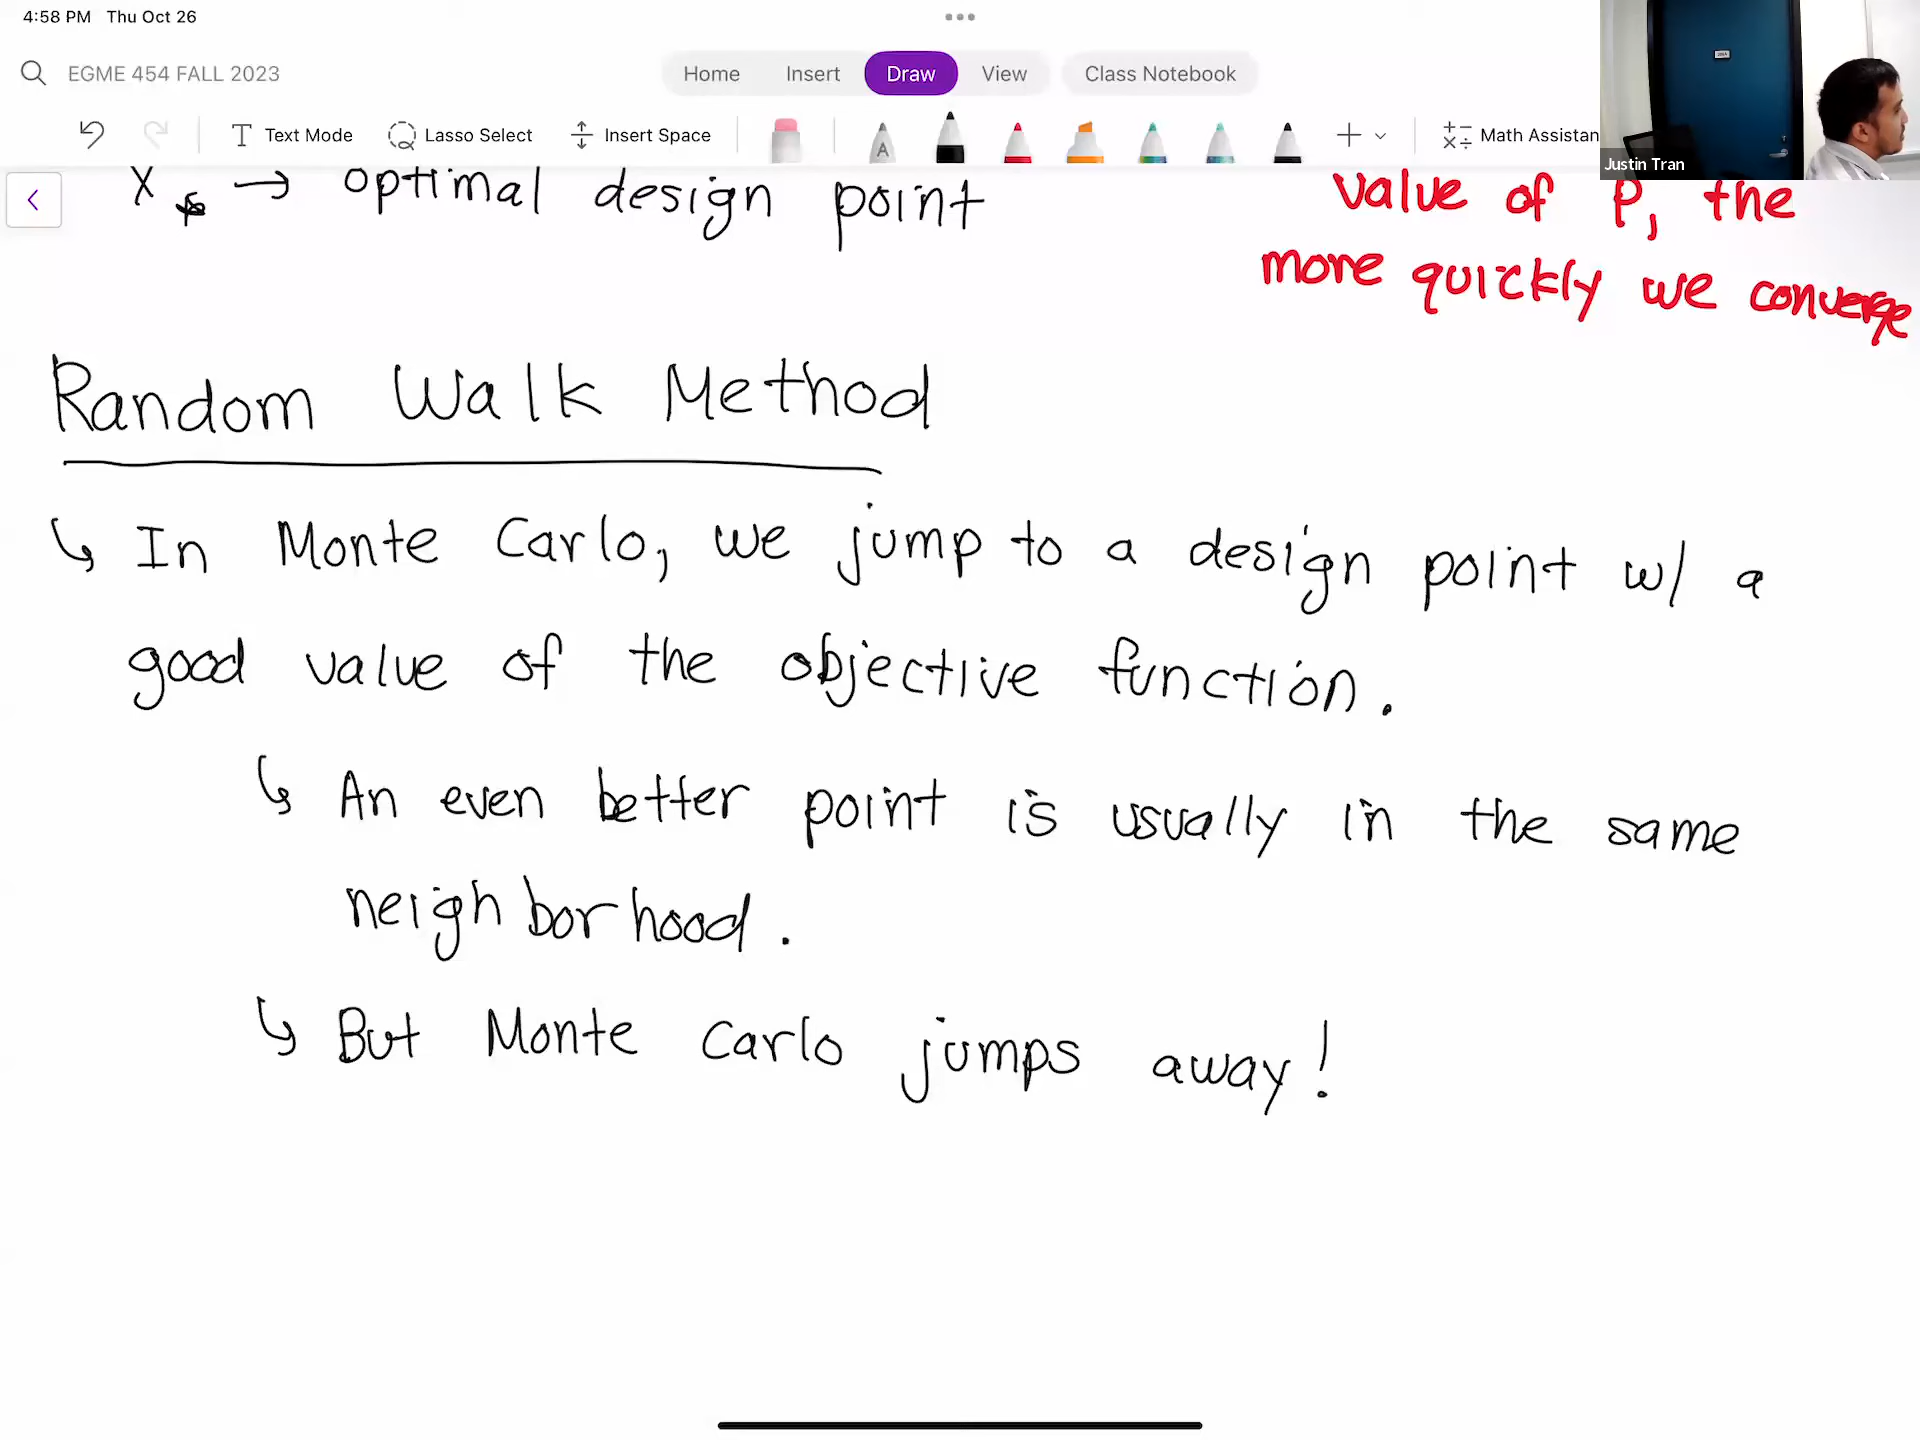 4:58 PM Thu Oct 26
EGME 454 FALL 2023
Home Insert Draw View Class Notebook
Text Mode Lasso Select Insert Space Math Assistan
Justin Tran
X* → optimal design point
value of P, the
more quickly we converge
Random Walk Method
↳ In Monte Carlo, we jump to a design point w/ a
good value of the objective function.
↳ An even better point is usually in the same
neighborhood.
↳ But Monte Carlo jumps away!